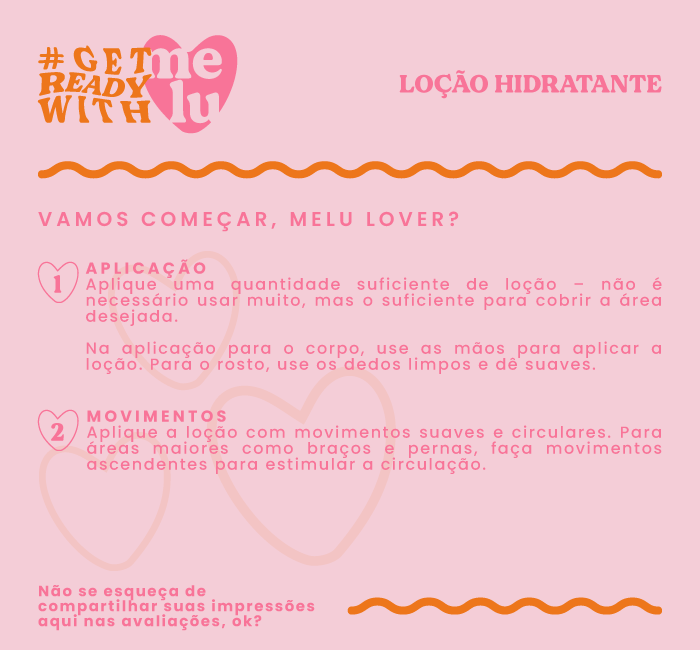 #GET
READY
WITH
me
lu
LOÇÃO HIDRATANTE
VAMOS COMEÇAR, MELU LOVER?
1
APLICAÇÃO
Aplique uma quantidade suficiente de loção – não é
necessário usar muito, mas o suficiente para cobrir a área
desejada.
Na aplicação para o corpo, use as mãos para aplicar a
loção. Para o rosto, use os dedos limpos e dê suaves.
2
MOVIMENTOS
Aplique a loção com movimentos suaves e circulares. Para
áreas maiores como braços e pernas, faça movimentos
ascendentes para estimular a circulação.
Não se esqueça de
compartilhar suas impressões
aqui nas avaliações, ok?